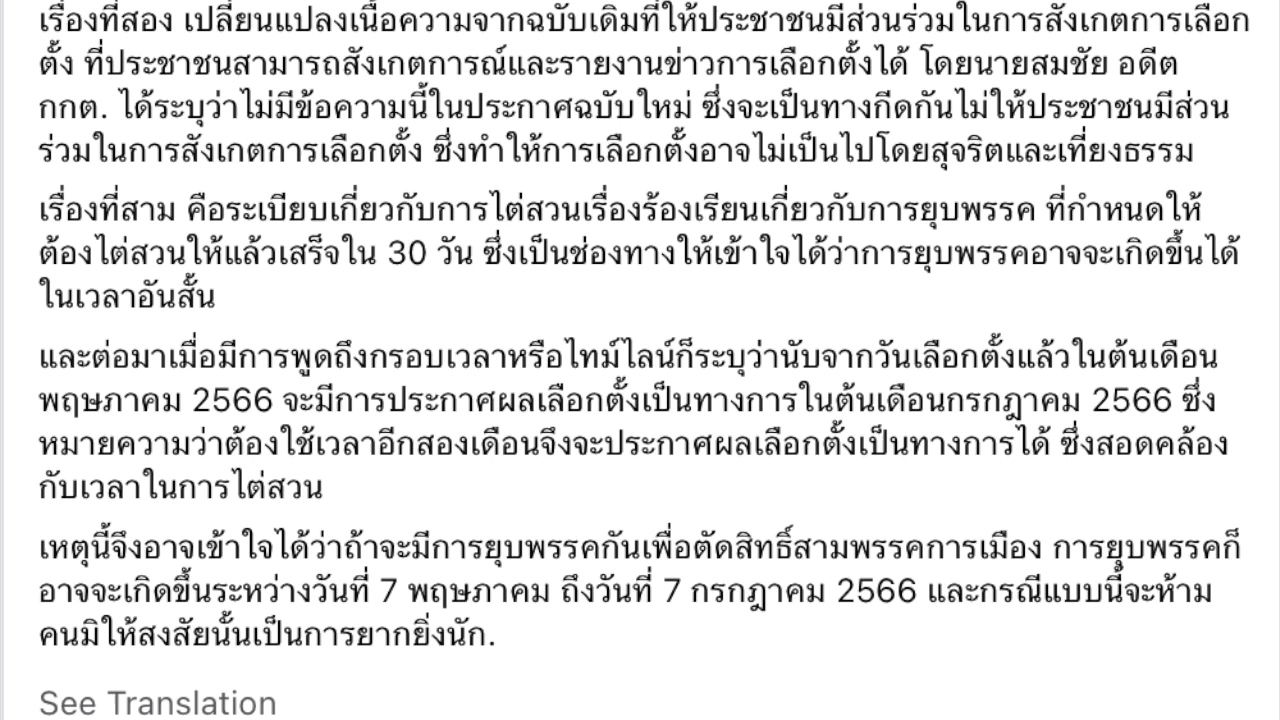 เรื่องที่สอง เปลี่ยนแปลงเนื้อความจากฉบับเดิมที่ให้ประชาชนมีส่วนร่วมในการสังเกตการเลือก
ตั้ง ที่ประชาชนสามารถสังเกตการณ์และรายงานข่าวการเลือกตั้งได้ โดยนายสมชัย อดีต
กกต. ได้ระบุว่าไม่มีข้อความนี้ในประกาศฉบับใหม่ ซึ่งจะเป็นทางกีดกันไม่ให้ประชาชนมีส่วน
ร่วมในการสังเกตการเลือกตั้ง ซึ่งทำให้การเลือกตั้งอาจไม่เป็นไปโดยสุจริตและเที่ยงธรรม
เรื่องที่สาม คือระเบียบเกี่ยวกับการไต่สวนเรื่องร้องเรียนเกี่ยวกับการยุบพรรค ที่กำหนดให้
ต้องไต่สวนให้แล้วเสร็จใน 30 วัน ซึ่งเป็นช่องทางให้เข้าใจได้ว่าการยุบพรรคอาจจะเกิดขึ้นได้
ในเวลาอันสั้น
และต่อมาเมื่อมีการพูดถึงกรอบเวลาหรือไทม์ไลน์ก็ระบุว่านับจากวันเลือกตั้งแล้วในต้นเดือน
พฤษภาคม 2566 จะมีการประกาศผลเลือกตั้งเป็นทางการในต้นเดือนกรกฎาคม 2566 ซึ่ง
หมายความว่าต้องใช้เวลาอีกสองเดือนจึงจะประกาศผลเลือกตั้งเป็นทางการได้ ซึ่งสอดคล้อง
กับเวลาในการไต่สวน
เหตุนี้จึงอาจเข้าใจได้ว่าถ้าจะมีการยุบพรรคกันเพื่อตัดสิทธิ์สามพรรคการเมือง การยุบพรรคก็
อาจจะเกิดขึ้นระหว่างวันที่ 7 พฤษภาคม ถึงวันที่ 7 กรกฎาคม 2566 และกรณีแบบนี้จะห้าม
คนมิให้สงสัยนั้นเป็นการยากยิ่งนัก.
See Translation